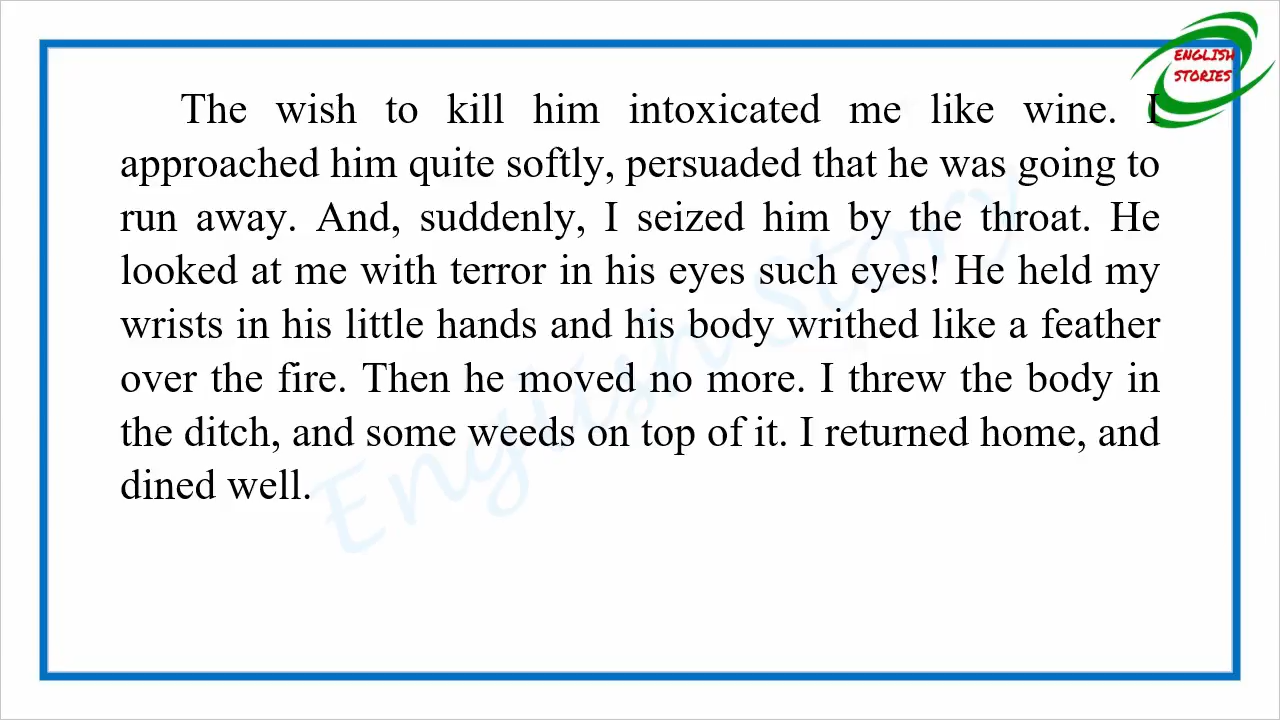 ENGLISH
STORIES
The wish to kill him intoxicated me like wine. I
approached him quite softly, persuaded that he was going to
run away. And, suddenly, I seized him by the throat. He
looked at me with terror in his eyes such eyes! He held my
wrists in his little hands and his body writhed like a feather
over the fire. Then he moved no more. I threw the body in
the ditch, and some weeds on top of it. I returned home, and
dined well.
English Story